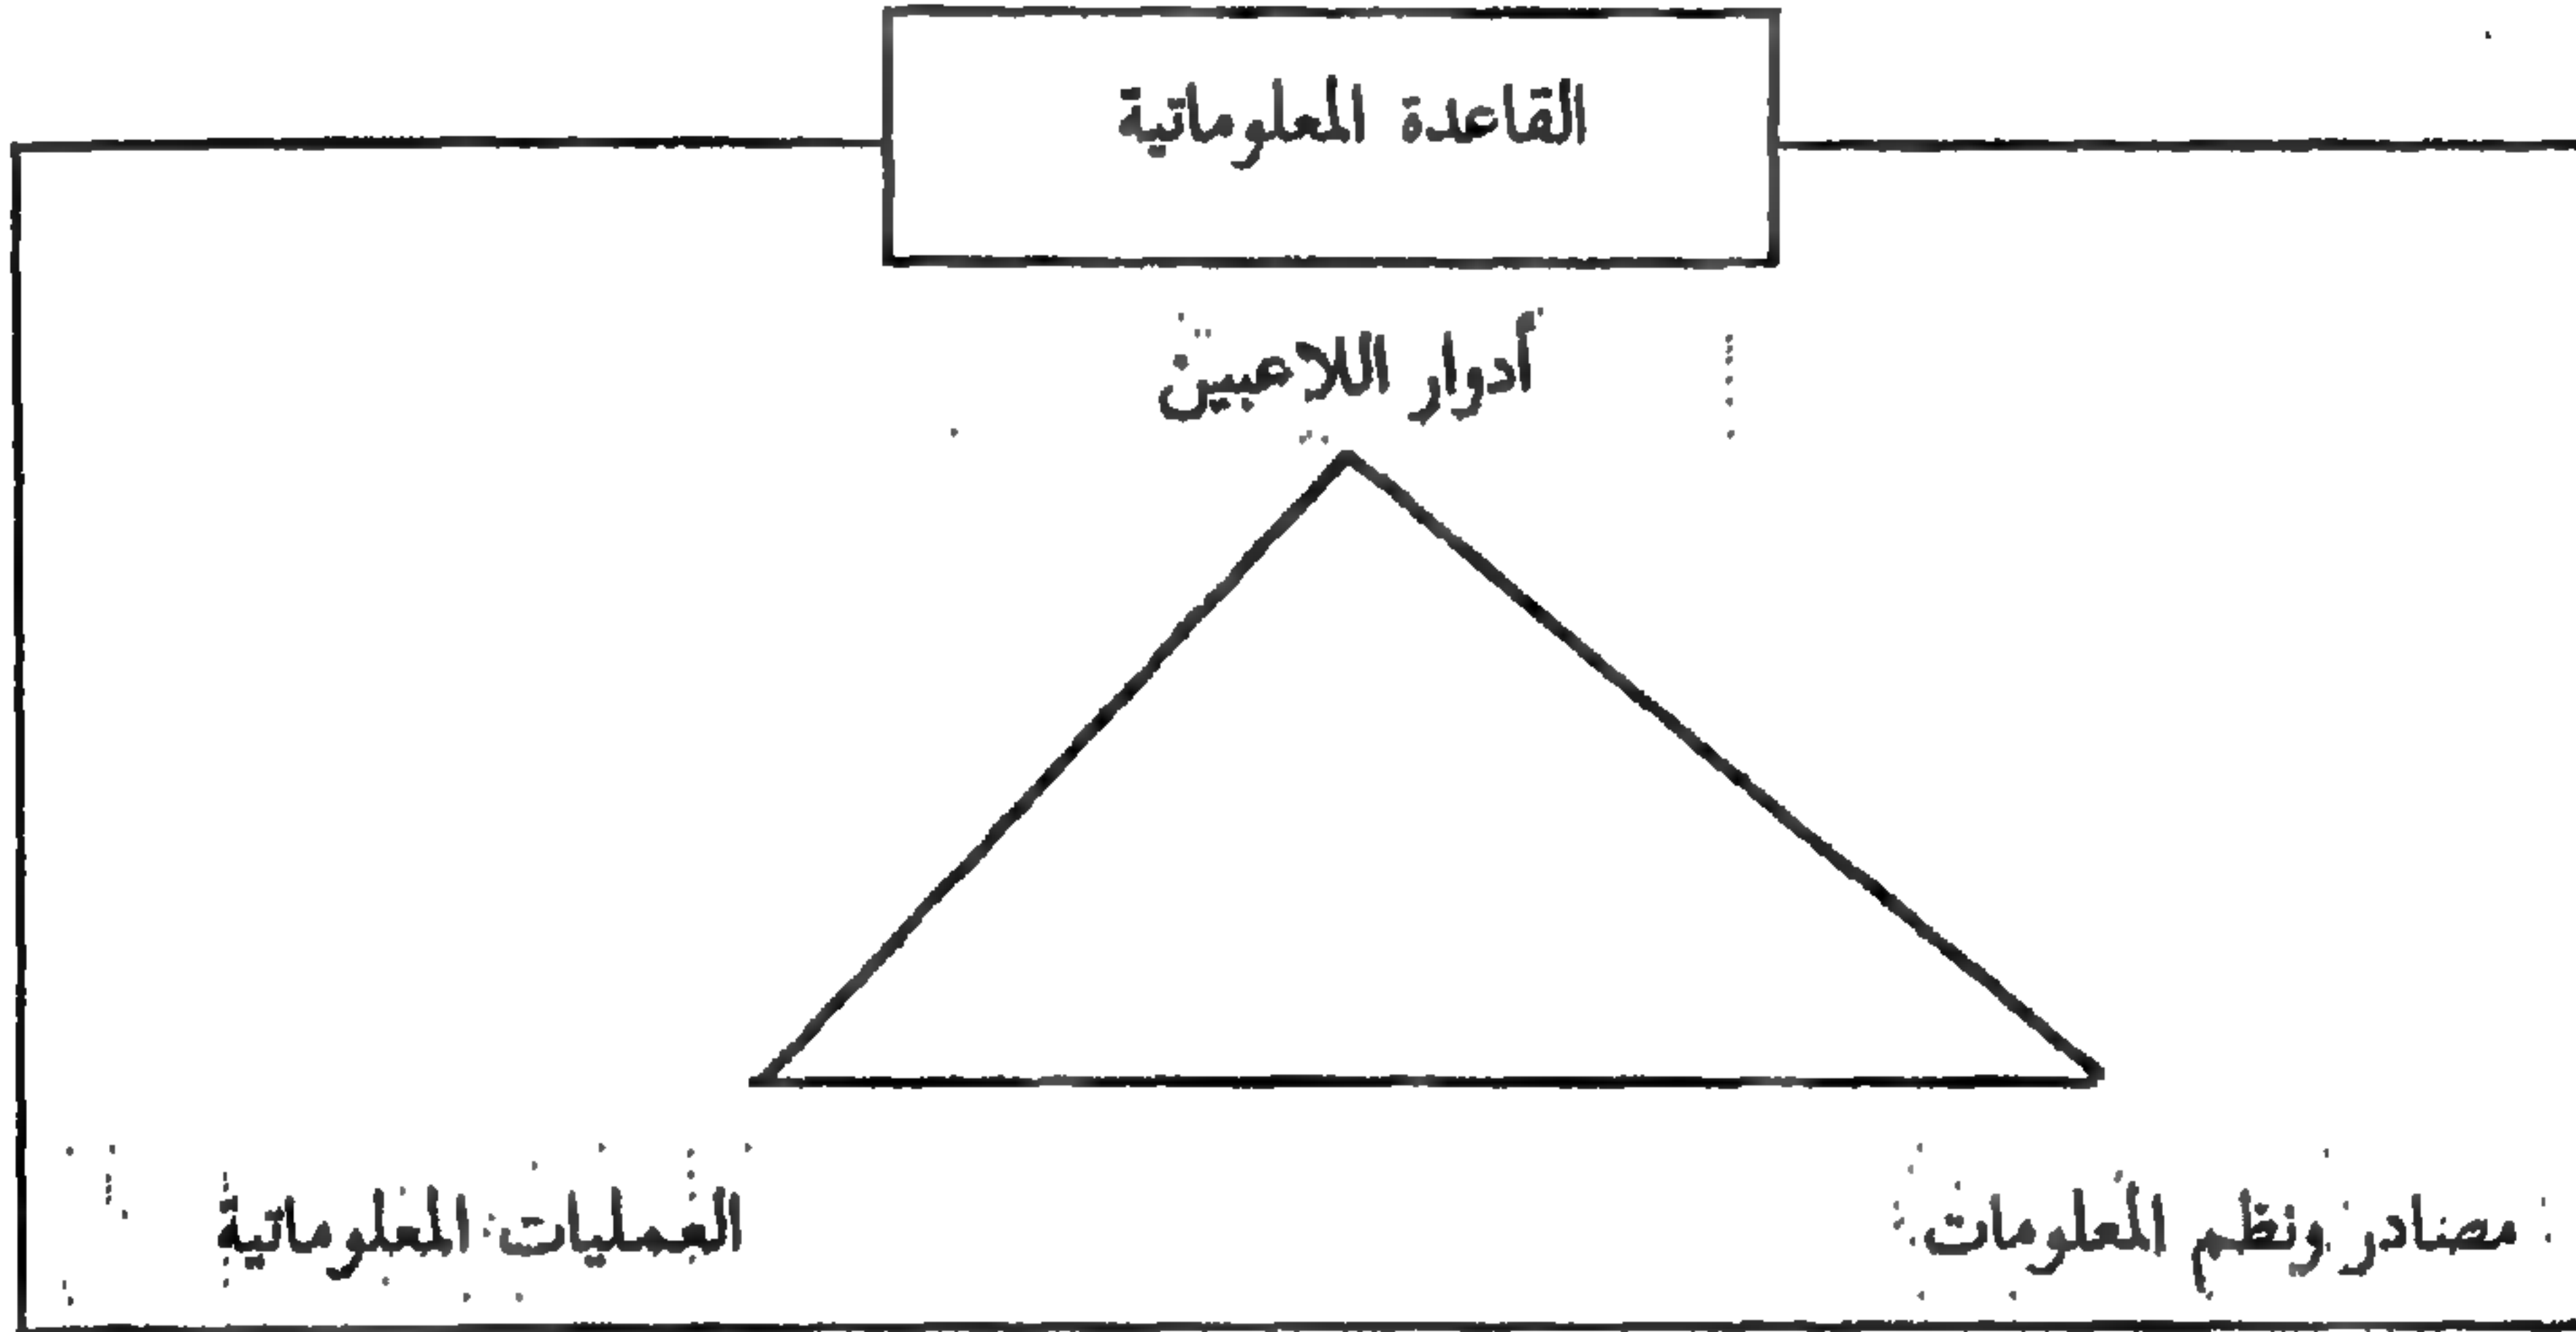 القاعدة المعلوماتية
أدوار اللاعبين
مصادر ونظم المعلومات
العمليات المعلوماتية